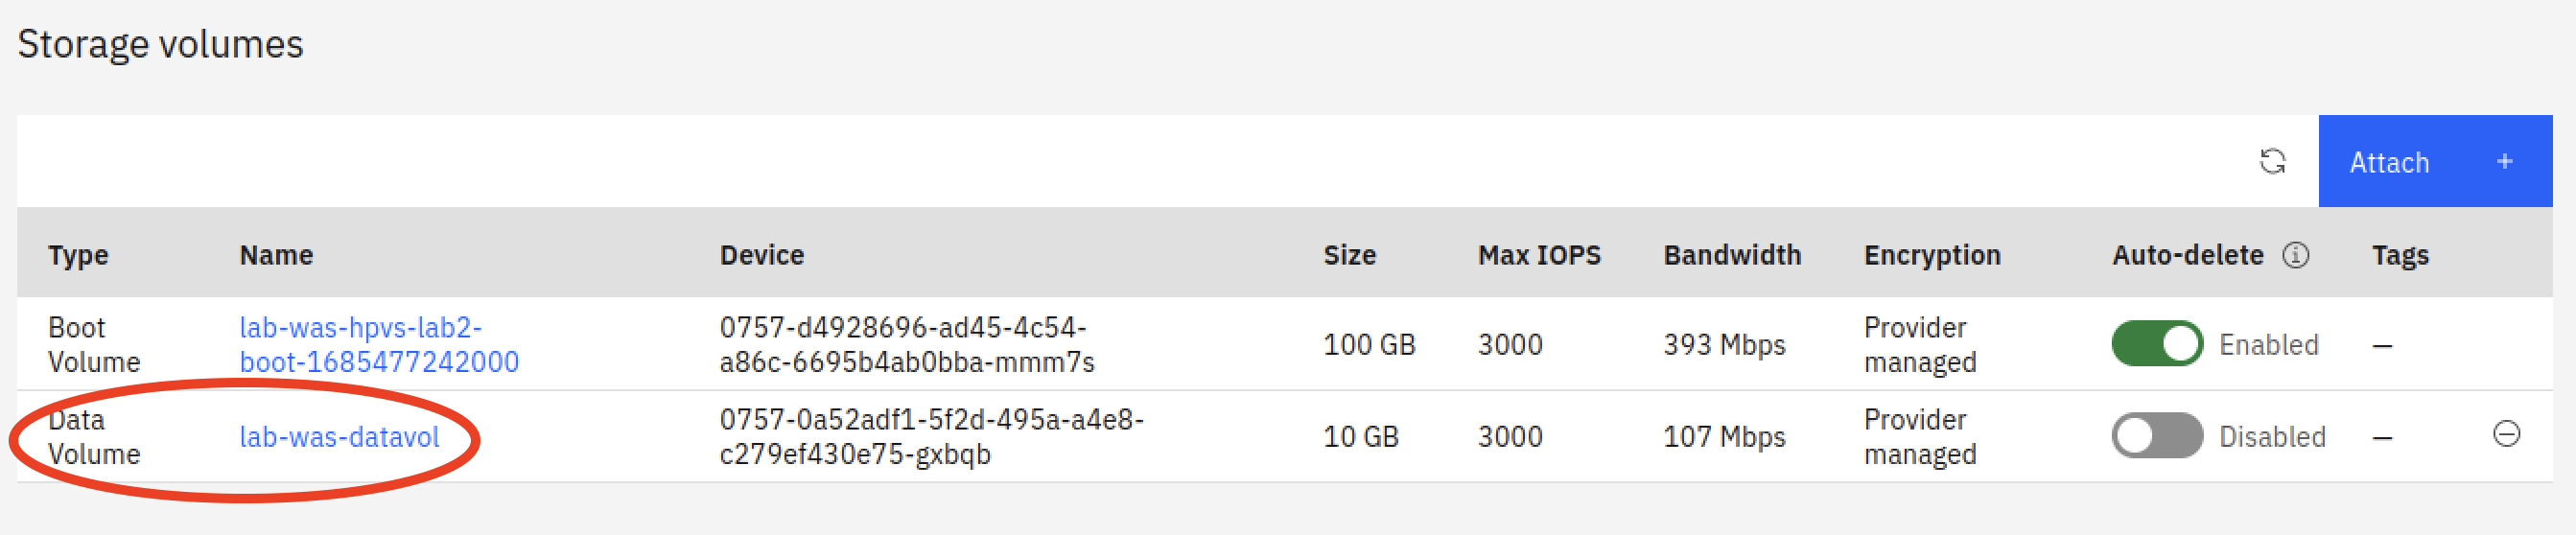 Storage volumes
Attach +
Type Name Device Size Max IOPS Bandwidth Encryption Auto-delete Tags
Boot Volume lab-was-hpvs-lab2-boot-1685477242000 0757-d4928696-ad45-4c54-a86c-6695b4ab0bba-mmm7s 100 GB 3000 393 Mbps Provider managed Enabled –
Data Volume lab-was-datavol 0757-0a52adf1-5f2d-495a-a4e8-c279ef430e75-gxbqb 10 GB 3000 107 Mbps Provider managed Disabled –